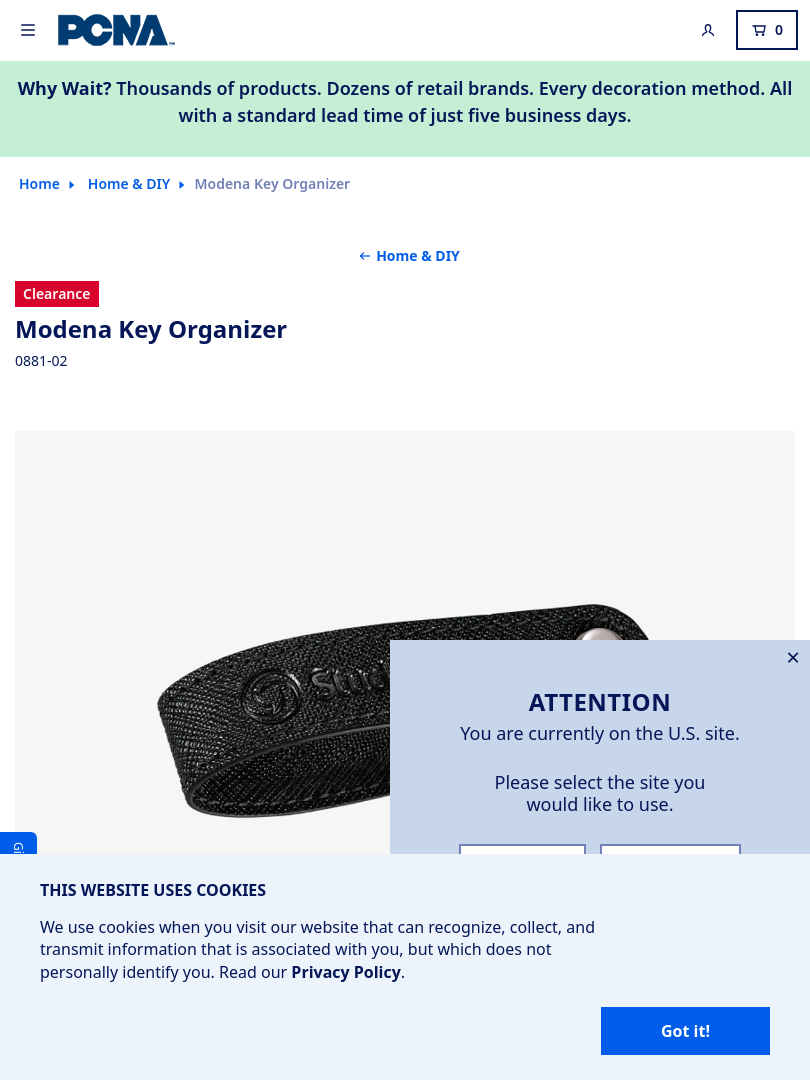 PCNA™
0
Why Wait? Thousands of products. Dozens of retail brands. Every decoration method. All
with a standard lead time of just five business days.
Home Home & DIY Modena Key Organizer
← Home & DIY
Clearance
Modena Key Organizer
0881-02
ATTENTION
You are currently on the U.S. site.
Please select the site you
would like to use.
THIS WEBSITE USES COOKIES
We use cookies when you visit our website that can recognize, collect, and
transmit information that is associated with you, but which does not
personally identify you. Read our Privacy Policy.
Got it!